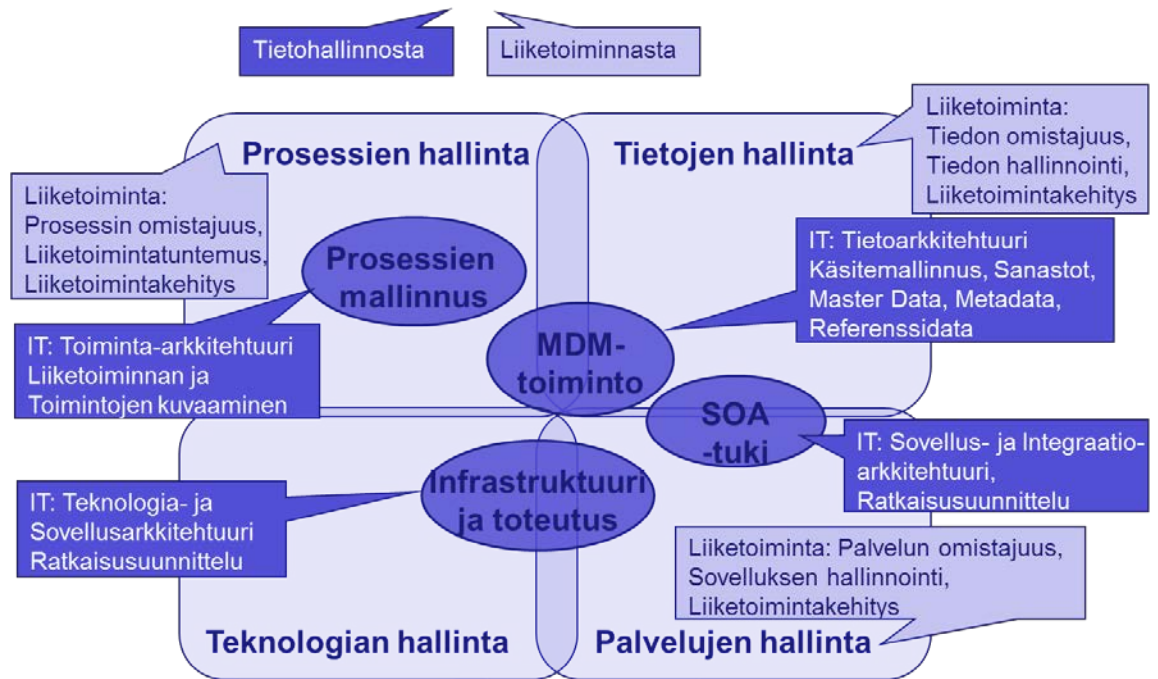 Tietohallinnosta
Liiketoiminnasta
Prosessien hallinta
Tietojen hallinta
Liiketoiminta:
Tiedon omistajuus,
Tiedon hallinnointi,
Liiketoimintakehitys
Liiketoiminta:
Prosessin omistajuus,
Liiketoimintatuntemus,
Liiketoimintakehitys
Prosessien
mallinnus
IT: Tietoarkkitehtuuri
Käsitemallinnus, Sanastot,
Master Data, Metadata,
Referenssidata
IT: Toiminta-arkkitehtuuri
Liiketoiminnan ja
Toimintojen kuvaaminen
MDM-
toiminto
SOA
-tuki
IT: Sovellus- ja Integraatio-
arkkitehtuuri,
Ratkaisusuunnittelu
IT: Teknologia- ja
Sovellusarkkitehtuuri
Ratkaisusuunnittelu
Infrastruktuuri
ja toteutus
Liiketoiminta: Palvelun omistajuus,
Sovelluksen hallinnointi,
Liiketoimintakehitys
Teknologian hallinta
Palvelujen hallinta